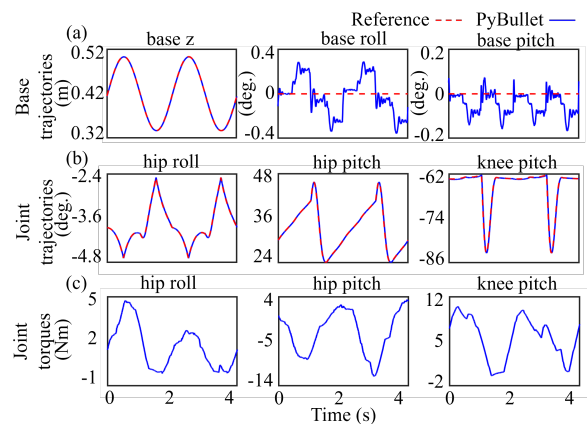 Reference PyBullet
(a) base z base roll base pitch
Base trajectories (m)
0.52
0.42
0.32
(deg.)
0.4
0
-0.4
(deg.)
0.2
0
0.2
(b) hip roll hip pitch knee pitch
Joint trajectories (deg.)
-2.4
-3.6
-4.8
48
36
24
-62
-74
-86
(c) hip roll hip pitch knee pitch
Joint torques (Nm)
5
2
-1
4
-5
-14
12
5
-2
0 2 4 0 2 4 0 2 4
Time (s)